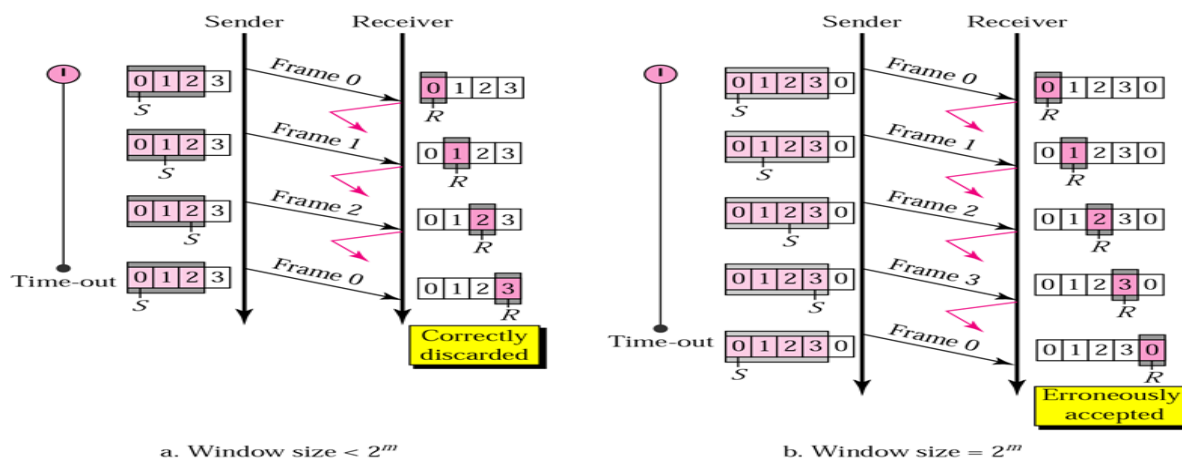 Sender Receiver
Frame 0
0 1 2 3
S
0 1 2 3
R
Frame 1
0 1 2 3
S
0 1 2 3
R
Frame 2
0 1 2 3
S
0 1 2 3
R
Time-out
Frame 0
0 1 2 3
S
0 1 2 3
R
Correctly
discarded
a. Window size < 2^m
Sender Receiver
Frame 0
0 1 2 3 0
S
0 1 2 3 0
R
Frame 1
0 1 2 3 0
S
0 1 2 3 0
R
Frame 2
0 1 2 3 0
S
0 1 2 3 0
R
Frame 3
0 1 2 3 0
S
0 1 2 3 0
R
Time-out
Frame 0
0 1 2 3 0
S
0 1 2 3 0
R
Erroneously
accepted
b. Window size = 2^m